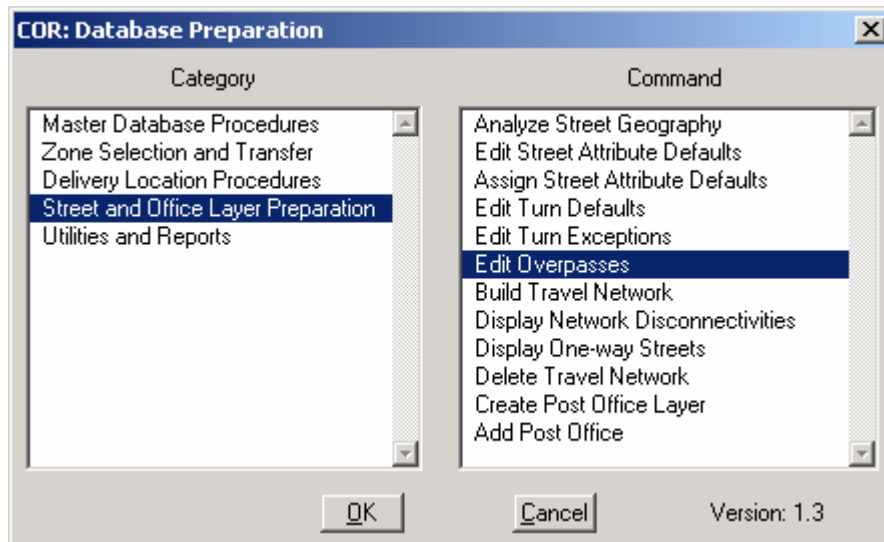 COR: Database Preparation
Category
Master Database Procedures
Zone Selection and Transfer
Delivery Location Procedures
Street and Office Layer Preparation
Utilities and Reports
Command
Analyze Street Geography
Edit Street Attribute Defaults
Assign Street Attribute Defaults
Edit Turn Defaults
Edit Turn Exceptions
Edit Overpasses
Build Travel Network
Display Network Disconnectivities
Display One-way Streets
Delete Travel Network
Create Post Office Layer
Add Post Office
OK
Cancel
Version: 1.3